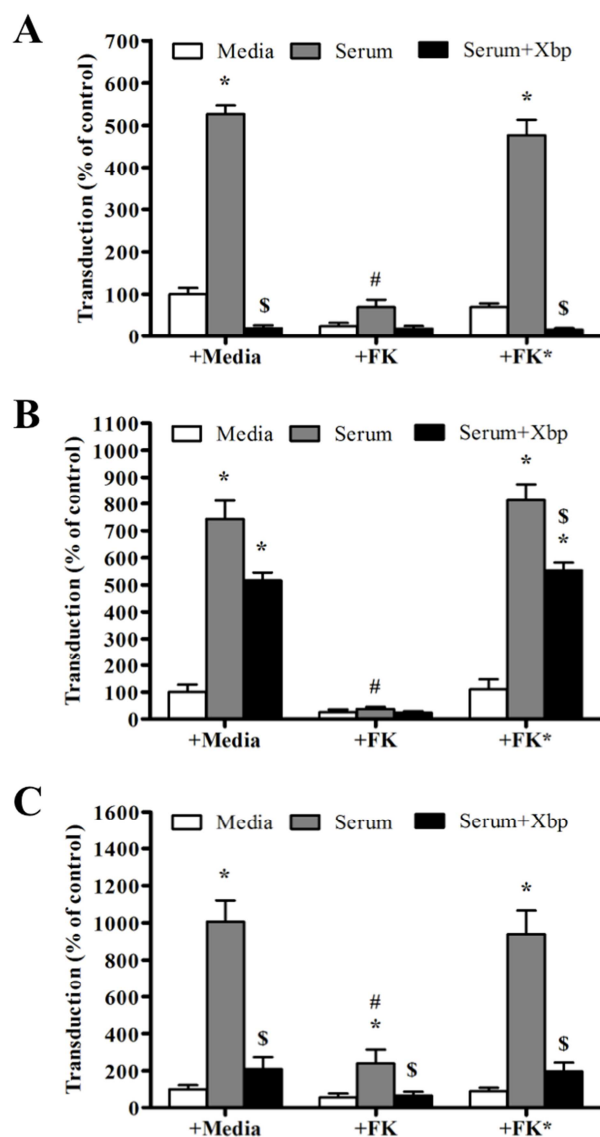 A
Media Serum Serum+Xbp
Transduction (% of control)
700
600
500
400
300
200
100
0
* $ # * $
+Media +FK +FK*
B
Media Serum Serum+Xbp
Transduction (% of control)
1100
1000
900
800
700
600
500
400
300
200
100
0
* * # * $ *
+Media +FK +FK*
C
Media Serum Serum+Xbp
Transduction (% of control)
1600
1400
1200
1000
800
600
400
200
0
* $ # * $ * $
+Media +FK +FK*